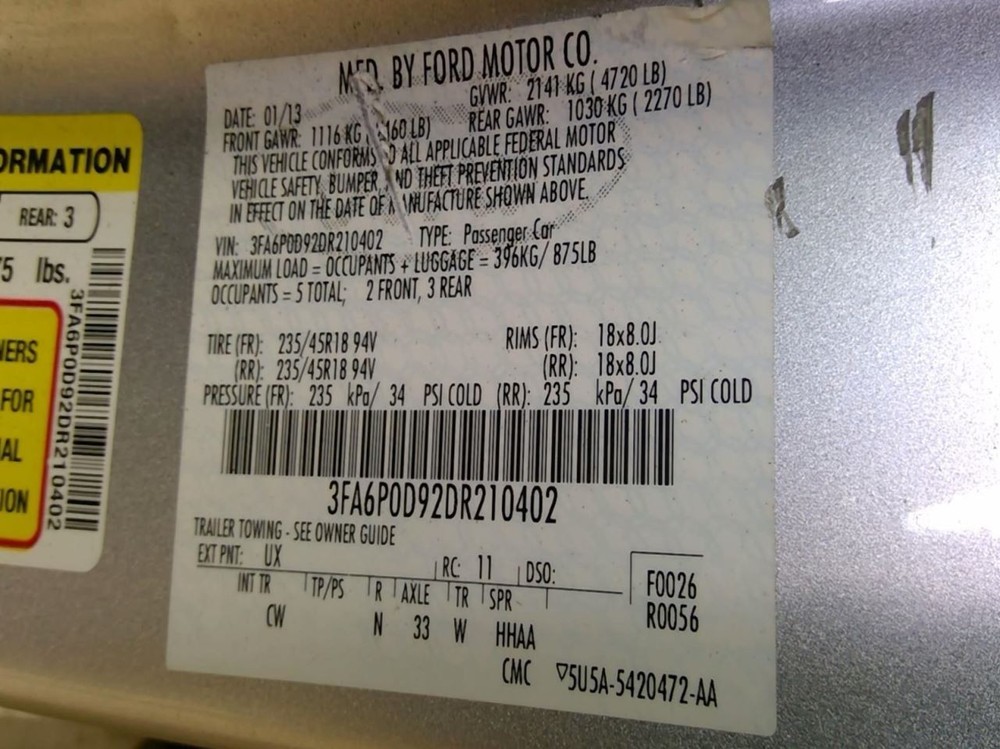 MFD. BY FORD MOTOR CO.
DATE: 01/13 GVWR: 2141 KG ( 4720 LB)
FRONT GAWR: 1116 KG 460 LB) REAR GAWR: 1030 KG ( 2270 LB)
THIS VEHICLE CONFORMS TO ALL APPLICABLE FEDERAL MOTOR
VEHICLE SAFETY, BUMPER, AND THEFT PREVENTION STANDARDS
IN EFFECT ON THE DATE OF MANUFACTURE SHOWN ABOVE.
VIN: 3FA6P0D92DR210402 TYPE: Passenger Car
MAXIMUM LOAD = OCCUPANTS + LUGGAGE = 396KG/ 875LB
OCCUPANTS = 5 TOTAL; 2 FRONT, 3 REAR
TIRE (FR): 235/45R18 94V RIMS (FR): 18x8.0J
(RR): 235/45R18 94V (RR): 18x8.0J
PRESSURE (FR): 235 kPa/ 34 PSI COLD (RR): 235 kPa/ 34 PSI COLD
3FA6P0D92DR210402
TRAILER TOWING - SEE OWNER GUIDE
EXT PNT: UX RC: 11 DSO:
INT TR TP/PS R AXLE TR SPR
CW N 33 W HHAA
F0026
R0056
CMC ▽5U5A-5420472-AA
ORMATION
REAR: 3
75 lbs.
NERS
FOR
AL
ION
3FA6P0D92DR210402